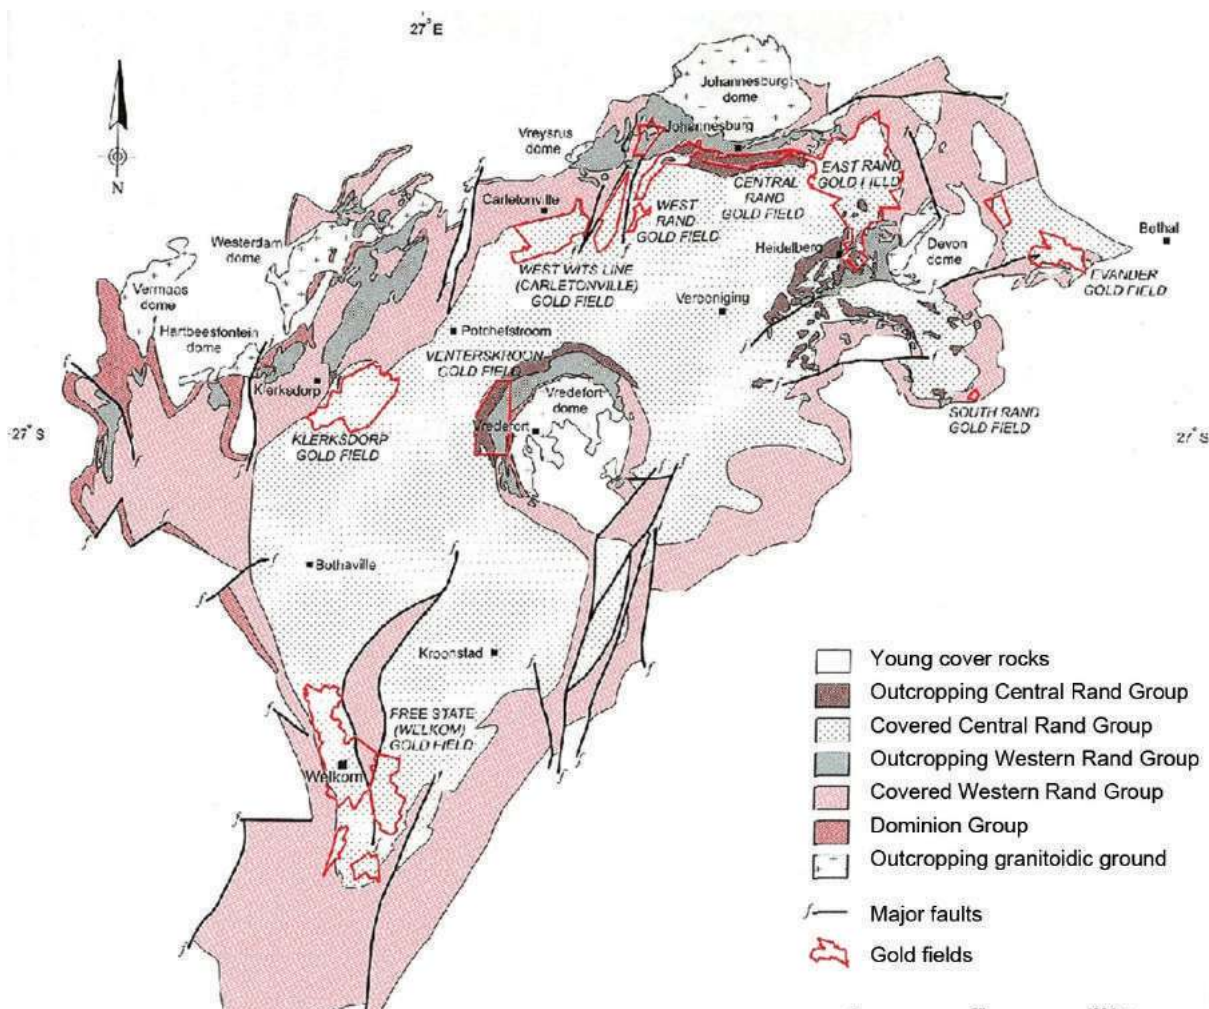 27° E
Johannesburg
dome
Vreysrus
dome
Johannesburg
EAST RAND
GOLD FIELD
CENTRAL
RAND
GOLD FIELD
Carletonville
WEST
RAND
GOLD FIELD
Westerdam
dome
Heidelberg
Devon
dome
Bethal
WEST WITS LINE
(CARLETONVILLE)
GOLD FIELD
EVANDER
GOLD FIELD
Vermaas
dome
Vereeniging
Hartbeesfontein
dome
Potchefstroom
VENTERSKROON
GOLD FIELD
Klerksdorp
Vredefort
dome
SOUTH RAND
GOLD FIELD
27° S
Vredefort
27° S
KLERKSDORP
GOLD FIELD
Bothaville
Kroonstad
FREE STATE
(WELKOM)
GOLD FIELD
Welkom
N
Young cover rocks
Outcropping Central Rand Group
Covered Central Rand Group
Outcropping Western Rand Group
Covered Western Rand Group
Dominion Group
Outcropping granitoidic ground
f Major faults
Gold fields